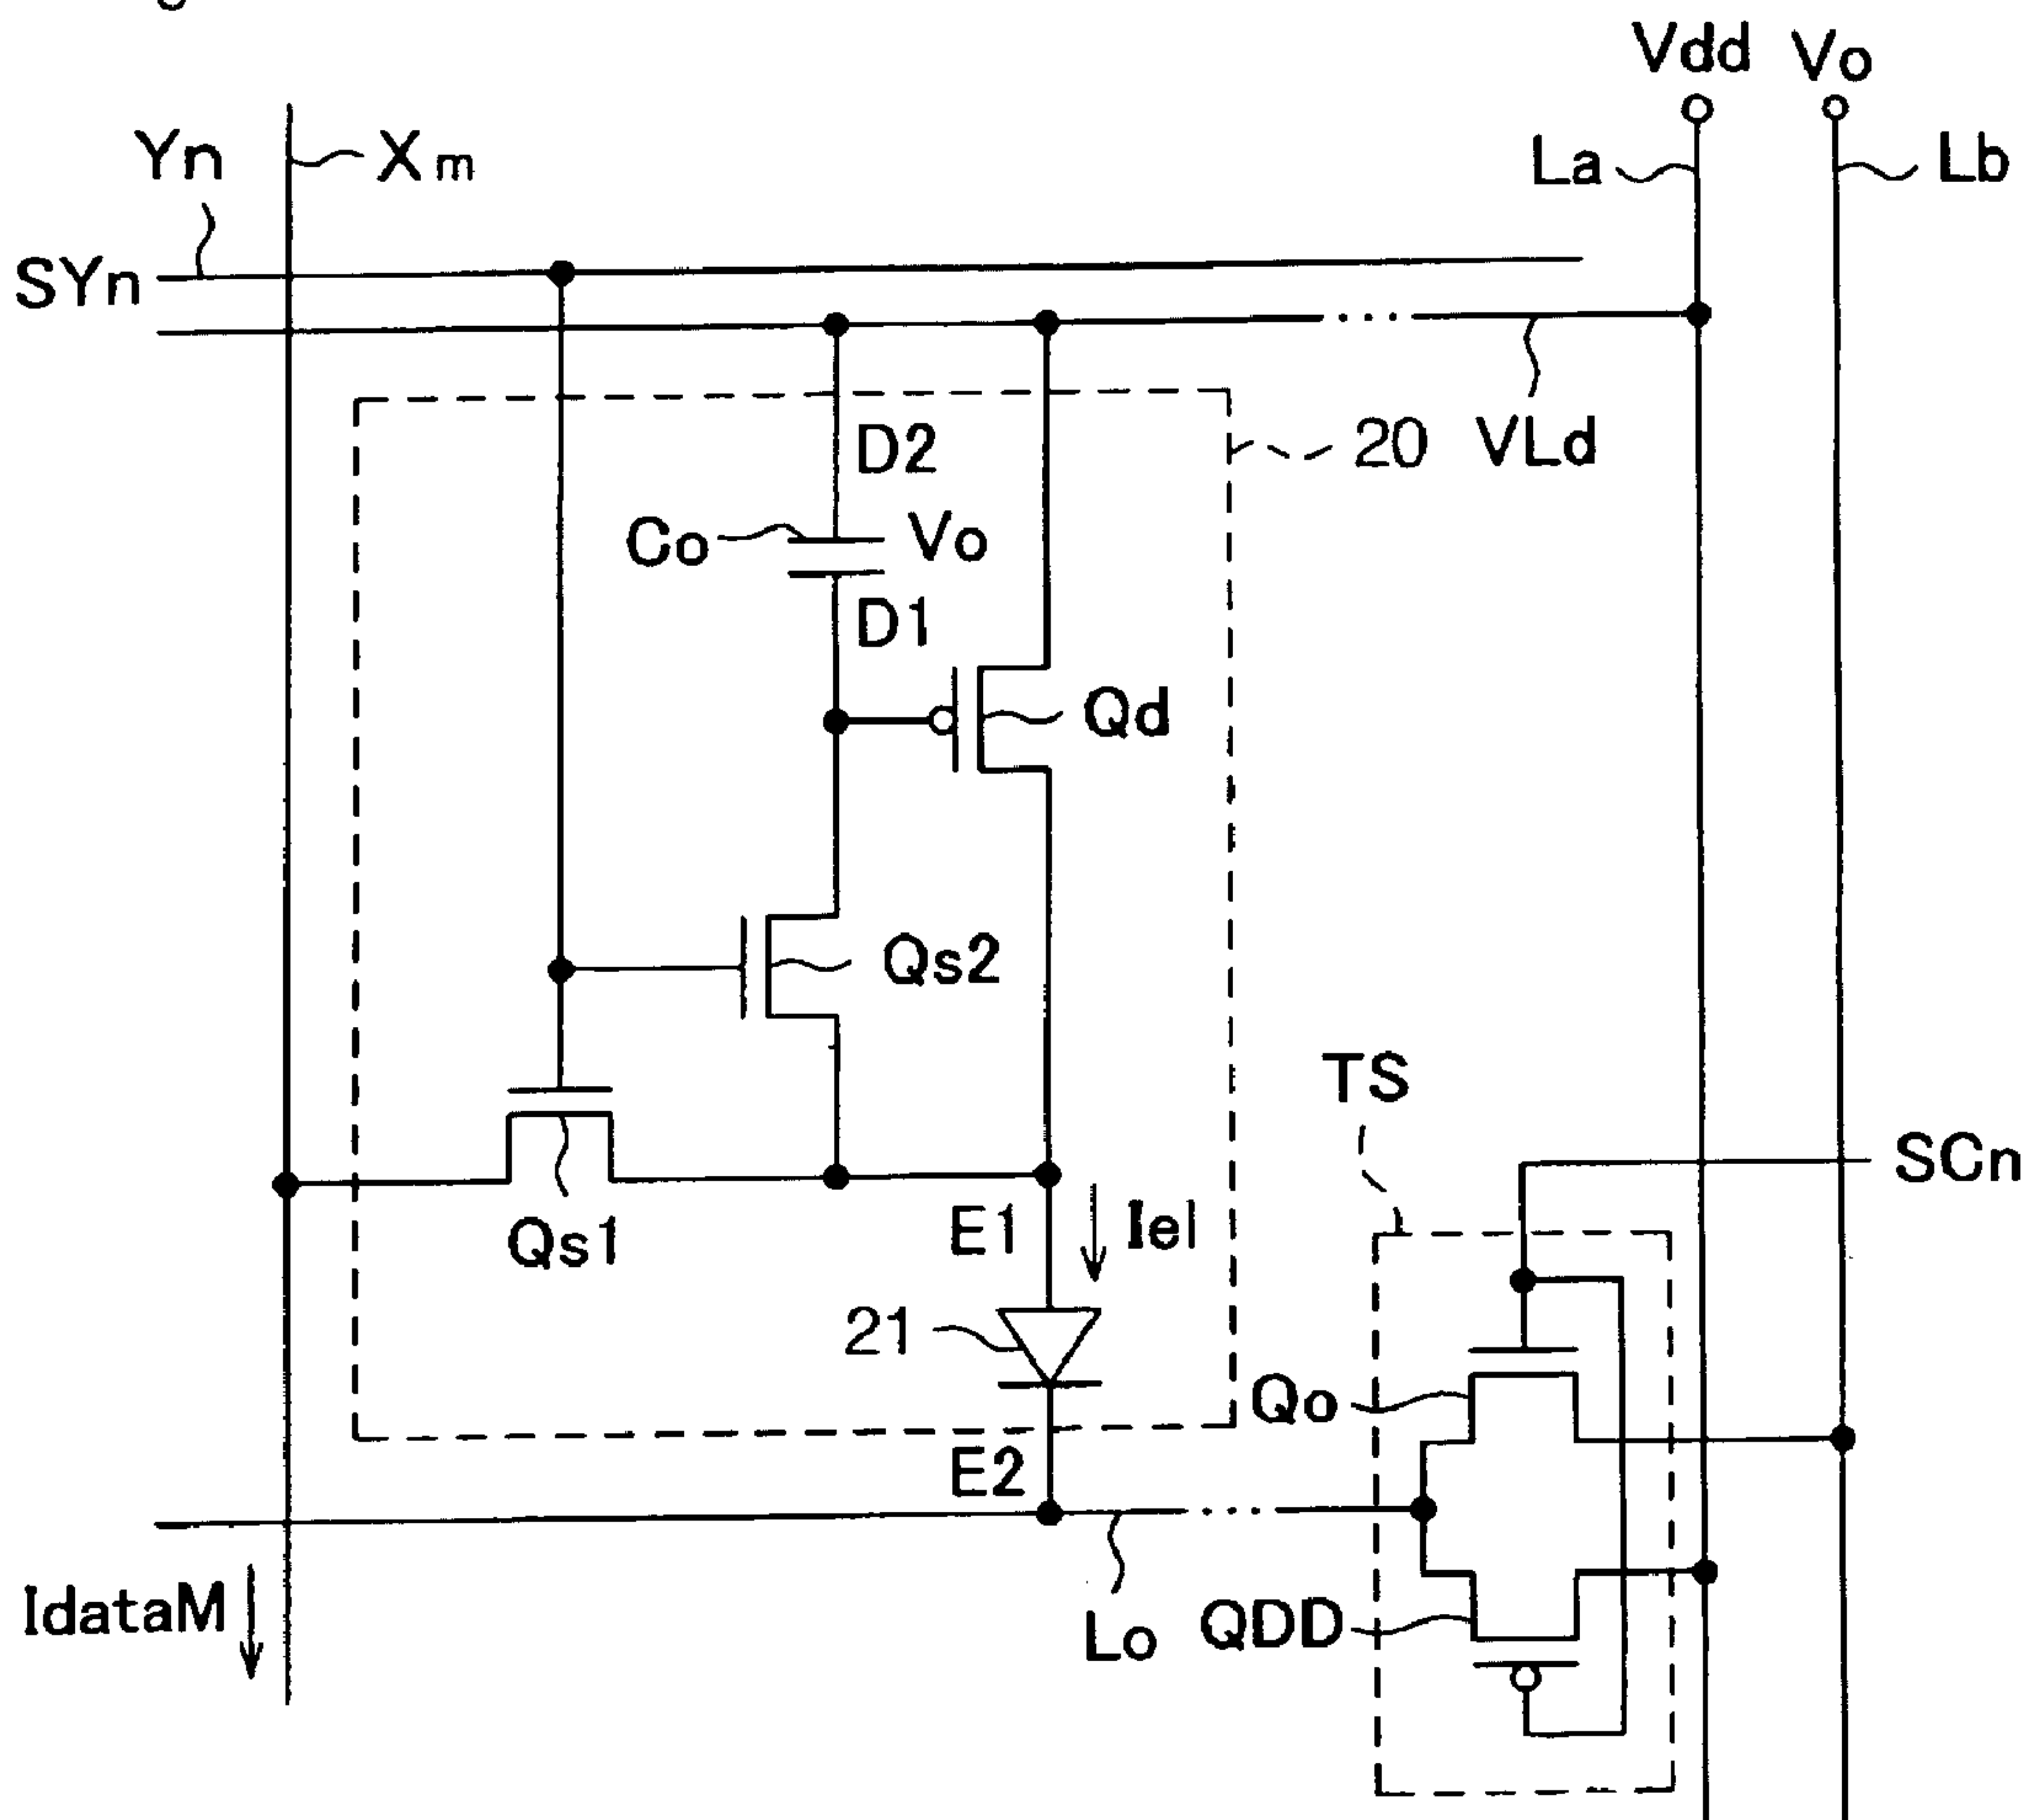 Vdd Vo
Yn Xm La Lb
SYn
D2 20 VLd
Co Vo
D1
Qd
Qs2
TS
SCn
Qs1 E1 Iel
21
Qo
E2
IdataM Lo QDD